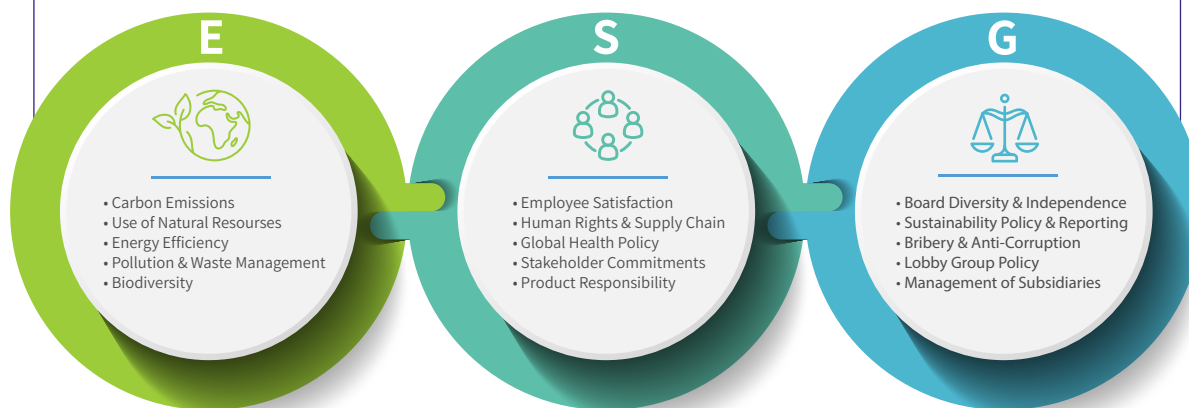 E
• Carbon Emissions
• Use of Natural Resourses
• Energy Efficiency
• Pollution & Waste Management
• Biodiversity
S
• Employee Satisfaction
• Human Rights & Supply Chain
• Global Health Policy
• Stakeholder Commitments
• Product Responsibility
G
• Board Diversity & Independence
• Sustainability Policy & Reporting
• Bribery & Anti-Corruption
• Lobby Group Policy
• Management of Subsidiaries